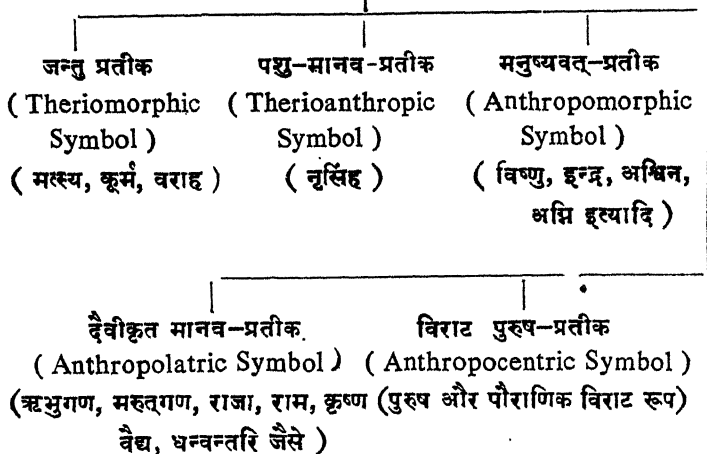 जन्तु प्रतीक पशु-मानव-प्रतीक मनुष्यवत्-प्रतीक
( Theriomorphic ( Therioanthropic ( Anthropomorphic
Symbol ) Symbol ) Symbol )
( मत्स्य, कूर्म, वराह ) ( नृसिंह ) ( विष्णु, इन्द्र, अश्विन,
अग्नि इत्यादि )
दैवीकृत मानव-प्रतीक. विराट पुरुष-प्रतीक
( Anthropolatric Symbol ) ( Anthropocentric Symbol )
(ऋभुगण, मरुत्गण, राजा, राम, कृष्ण (पुरुष और पौराणिक विराट रूप)
वैद्य, धन्वन्तरि जैसे )